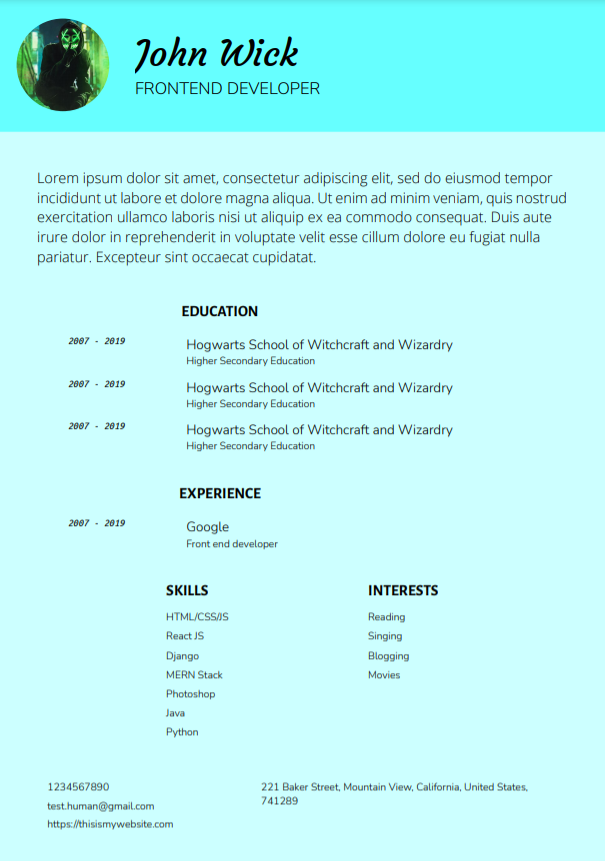 John Wick
FRONTEND DEVELOPER
Lorem ipsum dolor sit amet, consectetur adipiscing elit, sed do eiusmod tempor
incididunt ut labore et dolore magna aliqua. Ut enim ad minim veniam, quis nostrud
exercitation ullamco laboris nisi ut aliquip ex ea commodo consequat. Duis aute
irure dolor in reprehenderit in voluptate velit esse cillum dolore eu fugiat nulla
pariatur. Excepteur sint occaecat cupidatat.
EDUCATION
2007 - 2019
Hogwarts School of Witchcraft and Wizardry
Higher Secondary Education
2007 - 2019
Hogwarts School of Witchcraft and Wizardry
Higher Secondary Education
2007 - 2019
Hogwarts School of Witchcraft and Wizardry
Higher Secondary Education
EXPERIENCE
2007 - 2019
Google
Front end developer
SKILLS
HTML/CSS/JS
React JS
Django
MERN Stack
Photoshop
Java
Python
INTERESTS
Reading
Singing
Blogging
Movies
1234567890
test.human@gmail.com
https://thisismywebsite.com
221 Baker Street, Mountain View, California, United States,
741289